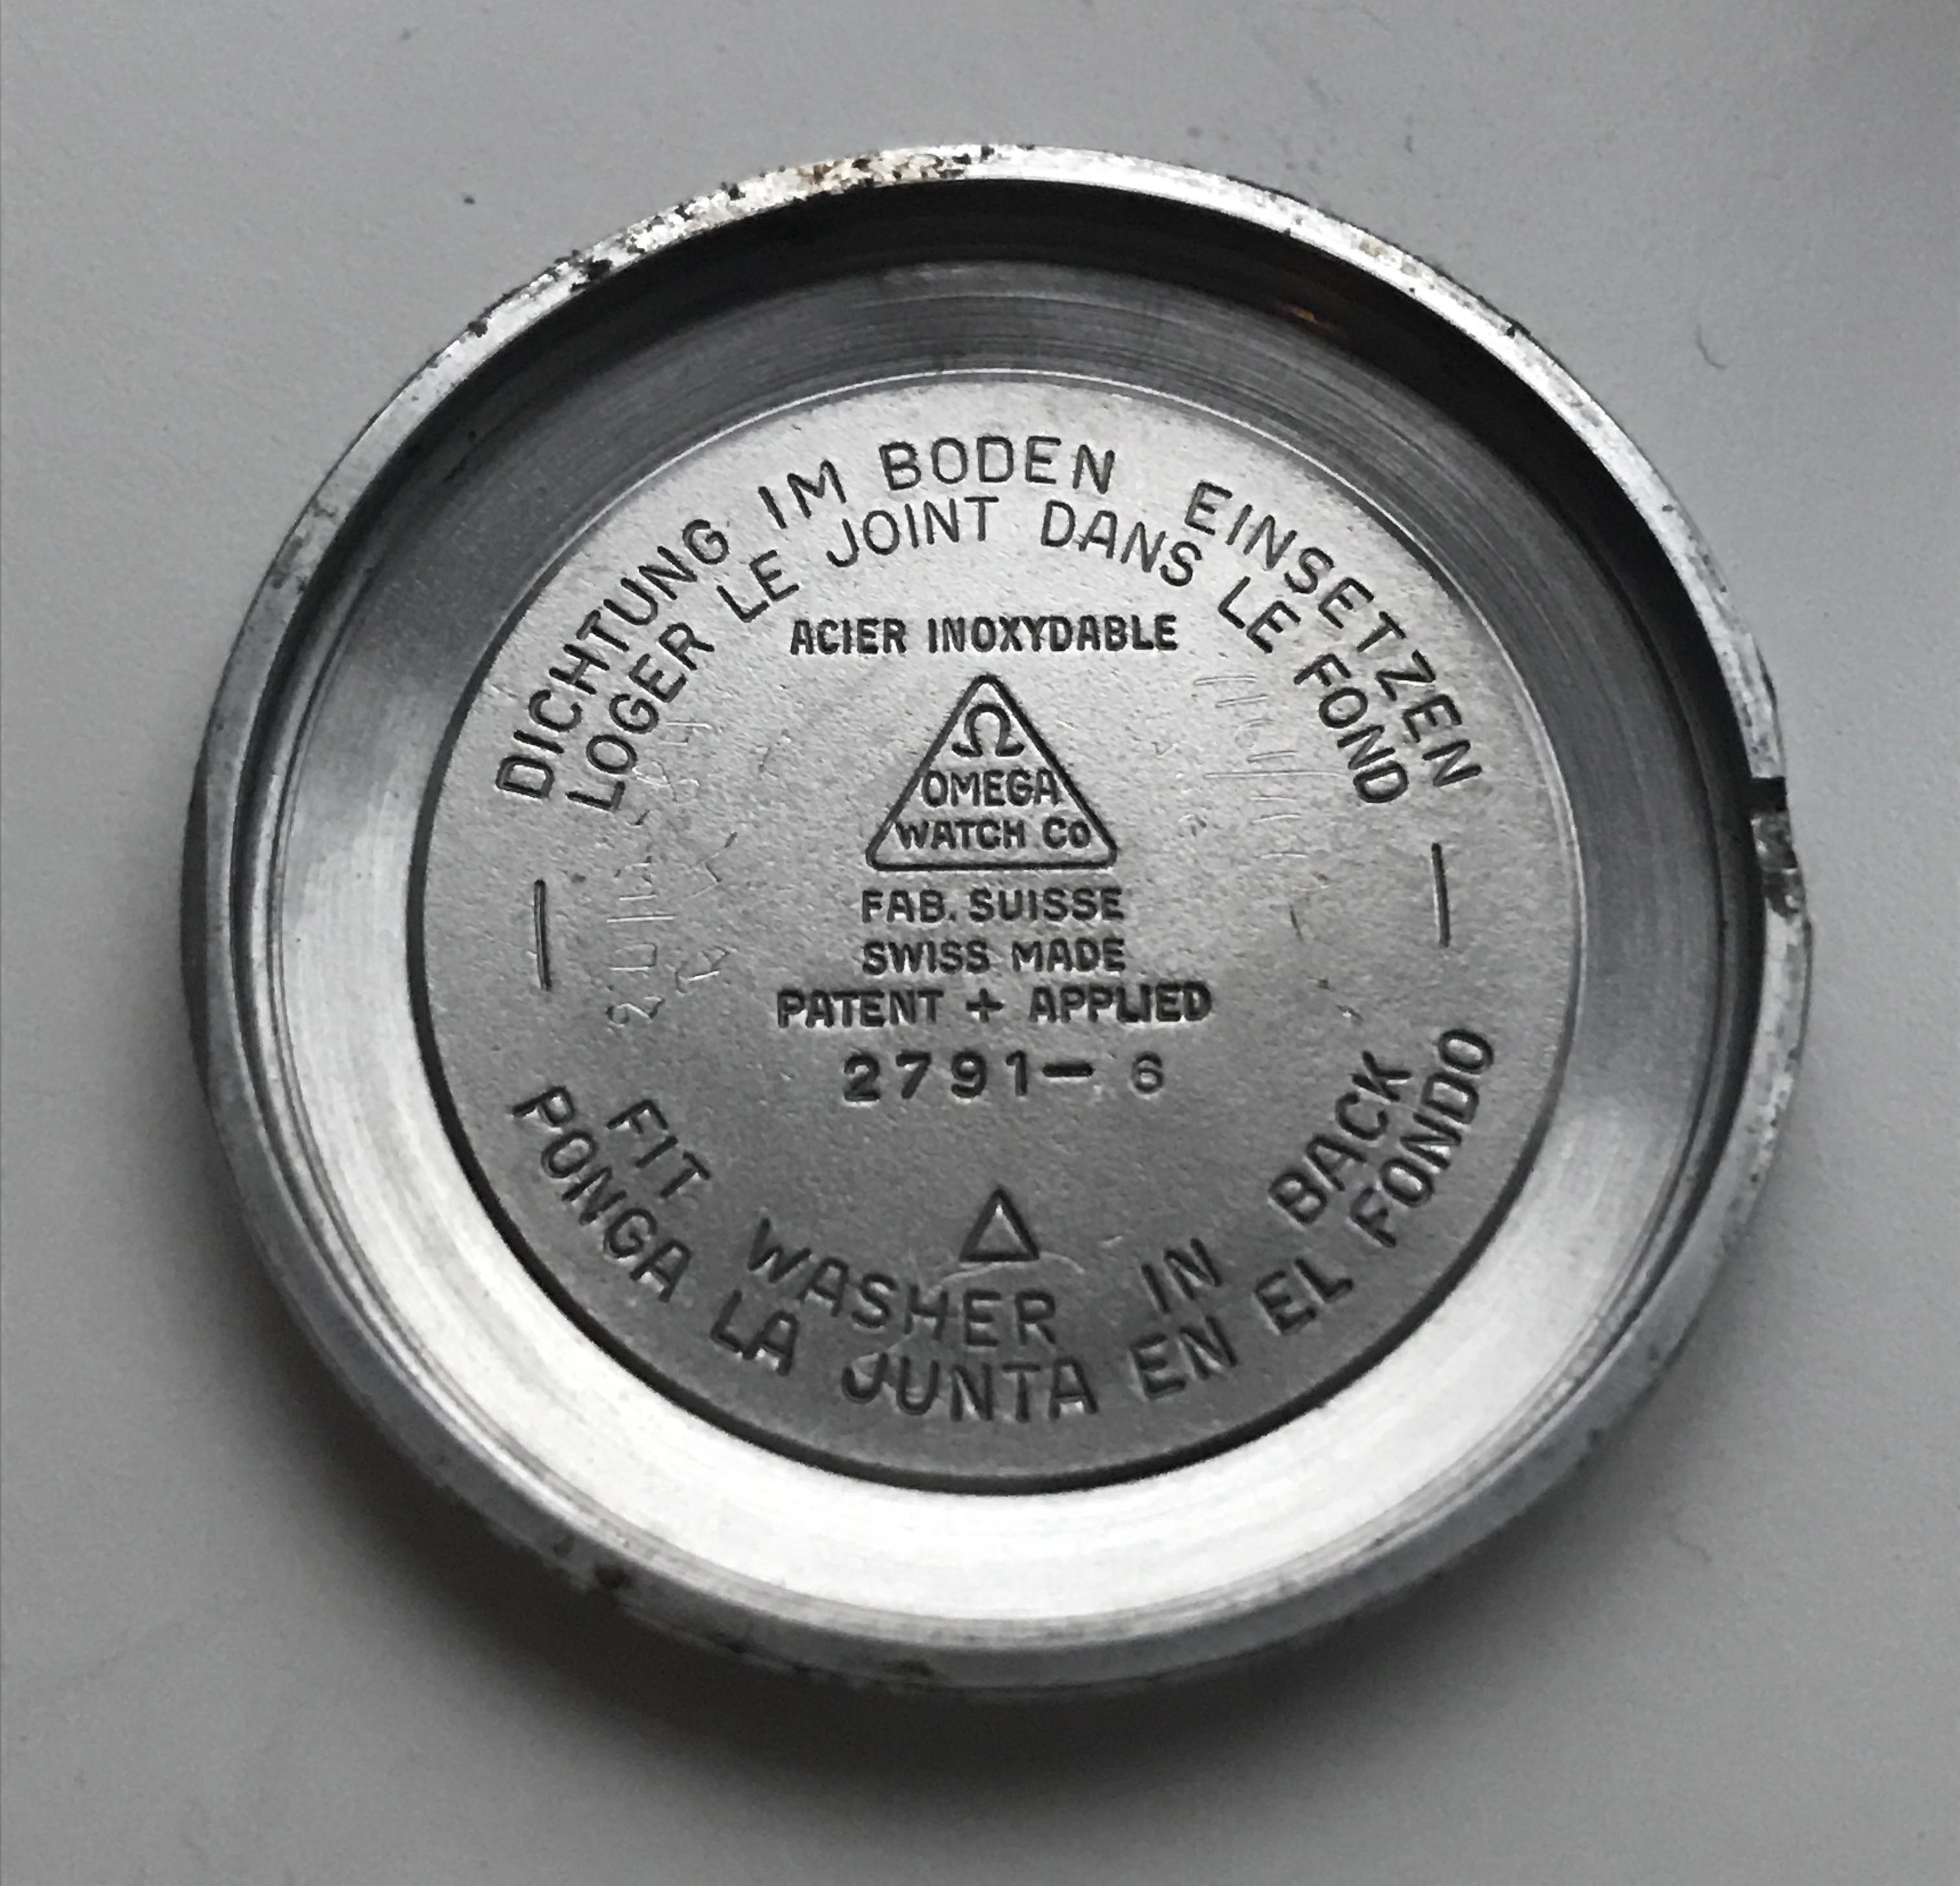 DICHTUNG IM BODEN EINSETZEN
LOGER LE JOINT DANS LE FOND
ACIER INOXYDABLE
Ω
OMEGA
WATCH Co
FAB. SUISSE
SWISS MADE
PATENT + APPLIED
2791- 6
FIT WASHER IN BACK
PONGA LA JUNTA EN EL FONDO